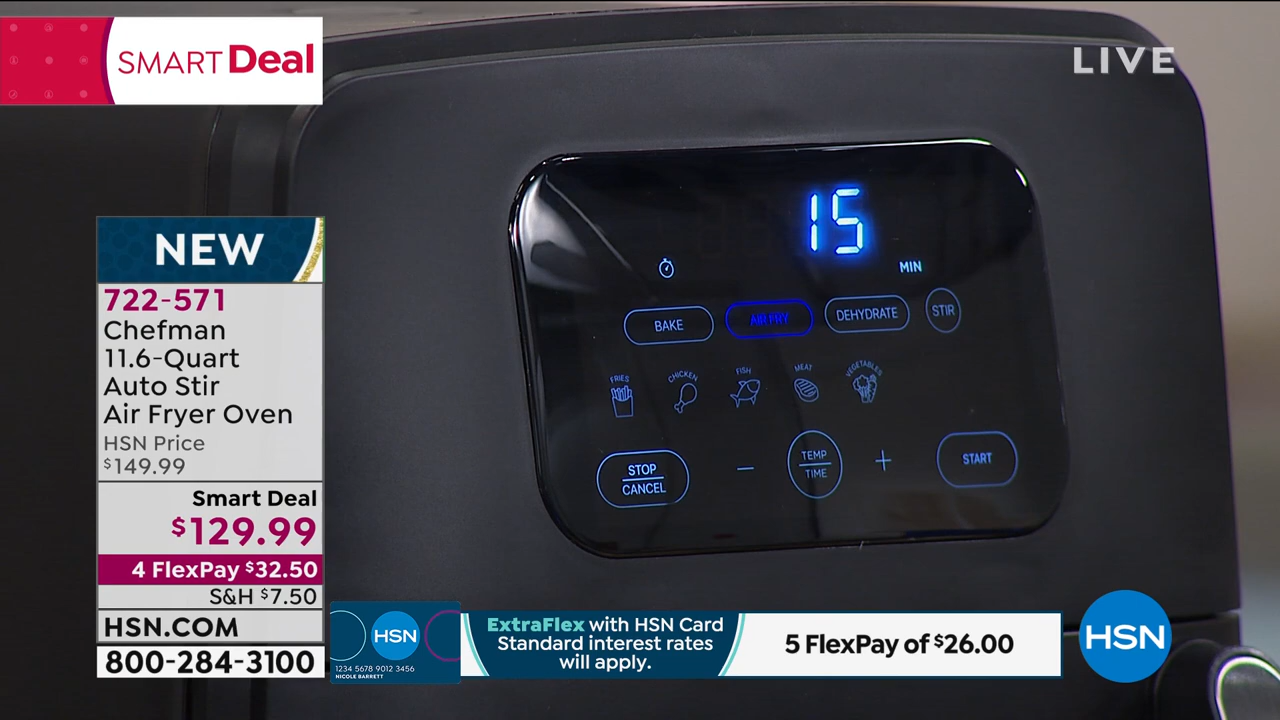 SMART Deal
LIVE
NEW
722-571
Chefman
11.6-Quart
Auto Stir
Air Fryer Oven
HSN Price
$149.99
Smart Deal
$129.99
4 FlexPay $32.50
S&H $7.50
HSN.COM
800-284-3100
15
MIN
BAKE
AIR FRY
DEHYDRATE
STIR
FRIES
CHICKEN
FISH
MEAT
VEGETABLES
STOP
CANCEL
−
TEMP
TIME
+
START
HSN
1234 5678 9012 3456
NICOLE BARRETT
ExtraFlex with HSN Card
Standard interest rates
will apply.
5 FlexPay of $26.00
HSN